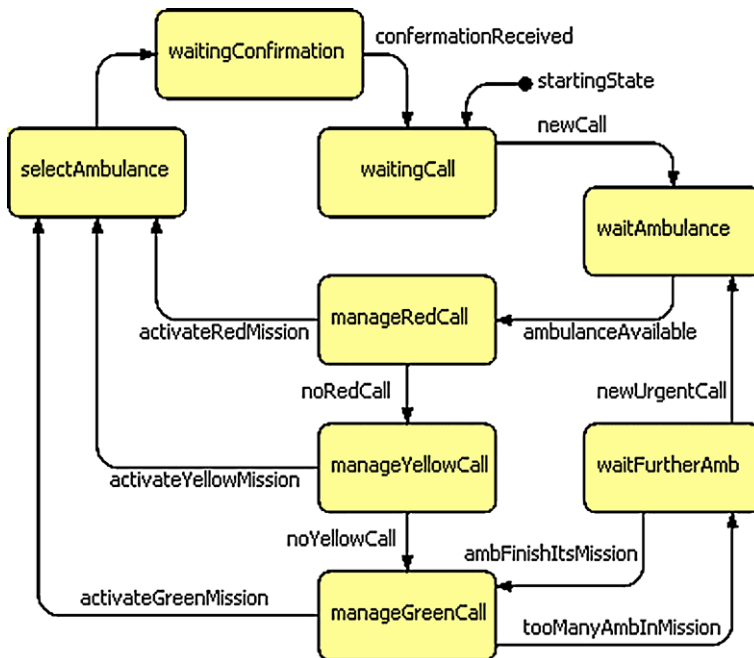 confermationReceived
waitingConfirmation
startingState
newCall
selectAmbulance
waitingCall
waitAmbulance
manageRedCall
activateRedMission
ambulanceAvailable
noRedCall
newUrgentCall
manageYellowCall
waitFurtherAmb
activateYellowMission
noYellowCall
ambFinishItsMission
activateGreenMission
manageGreenCall
tooManyAmbInMission